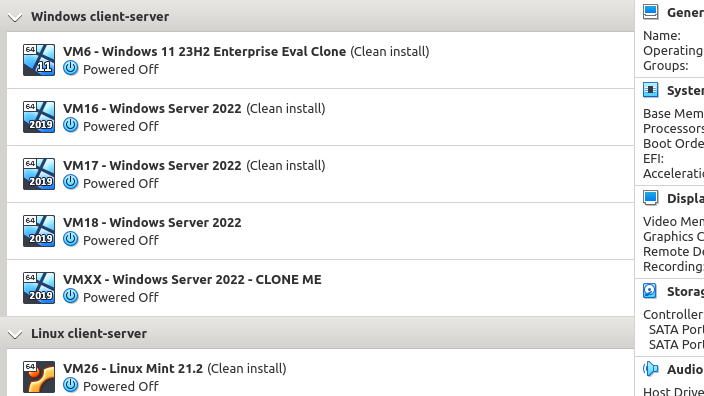 Windows client-server
64
11
VM6 - Windows 11 23H2 Enterprise Eval Clone (Clean install)
Powered Off
64
2019
VM16 - Windows Server 2022 (Clean install)
Powered Off
64
2019
VM17 - Windows Server 2022 (Clean install)
Powered Off
64
2019
VM18 - Windows Server 2022
Powered Off
64
2019
VMXX - Windows Server 2022 - CLONE ME
Powered Off
Linux client-server
64
VM26 - Linux Mint 21.2 (Clean install)
Powered Off
Gener
Name:
Operating
Groups:
System
Base Mem
Processors
Boot Orde
EFI:
Acceleratio
Displa
Video Mem
Graphics C
Remote De
Recording:
Storag
Controller
SATA Port
SATA Port
Audio
Host Drive